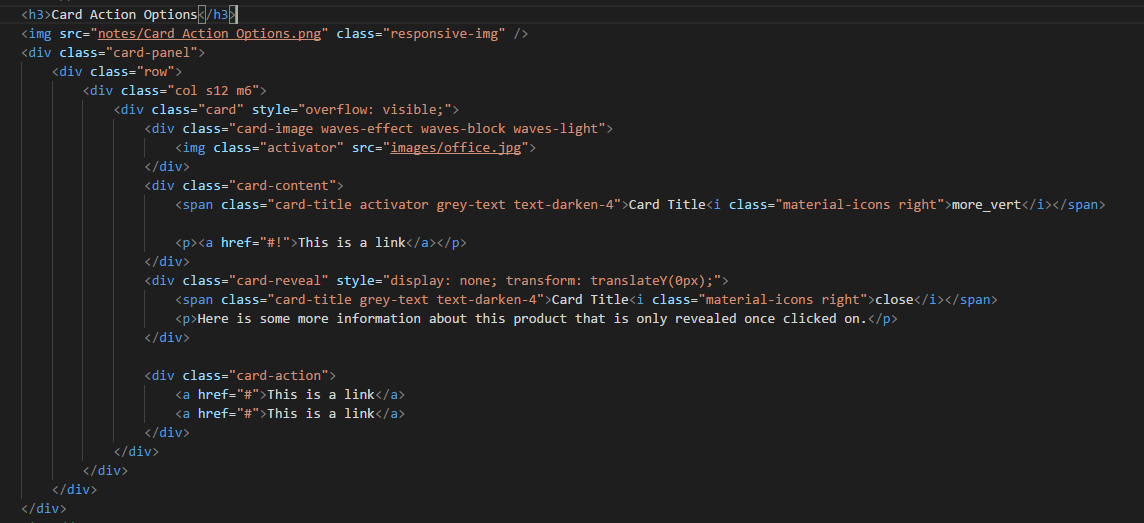 <h3>Card Action Options</h3>
<img src="notes/Card Action Options.png" class="responsive-img" />
<div class="card-panel">
    <div class="row">
        <div class="col s12 m6">
            <div class="card" style="overflow: visible;">
                <div class="card-image waves-effect waves-block waves-light">
                    <img class="activator" src="images/office.jpg">
                </div>
                <div class="card-content">
                    <span class="card-title activator grey-text text-darken-4">Card Title<i class="material-icons right">more_vert</i></span>

                    <p><a href="#!">This is a link</a></p>
                </div>
                <div class="card-reveal" style="display: none; transform: translateY(0px);">
                    <span class="card-title grey-text text-darken-4">Card Title<i class="material-icons right">close</i></span>
                    <p>Here is some more information about this product that is only revealed once clicked on.</p>
                </div>

                <div class="card-action">
                    <a href="#">This is a link</a>
                    <a href="#">This is a link</a>
                </div>
            </div>
        </div>
    </div>
</div>